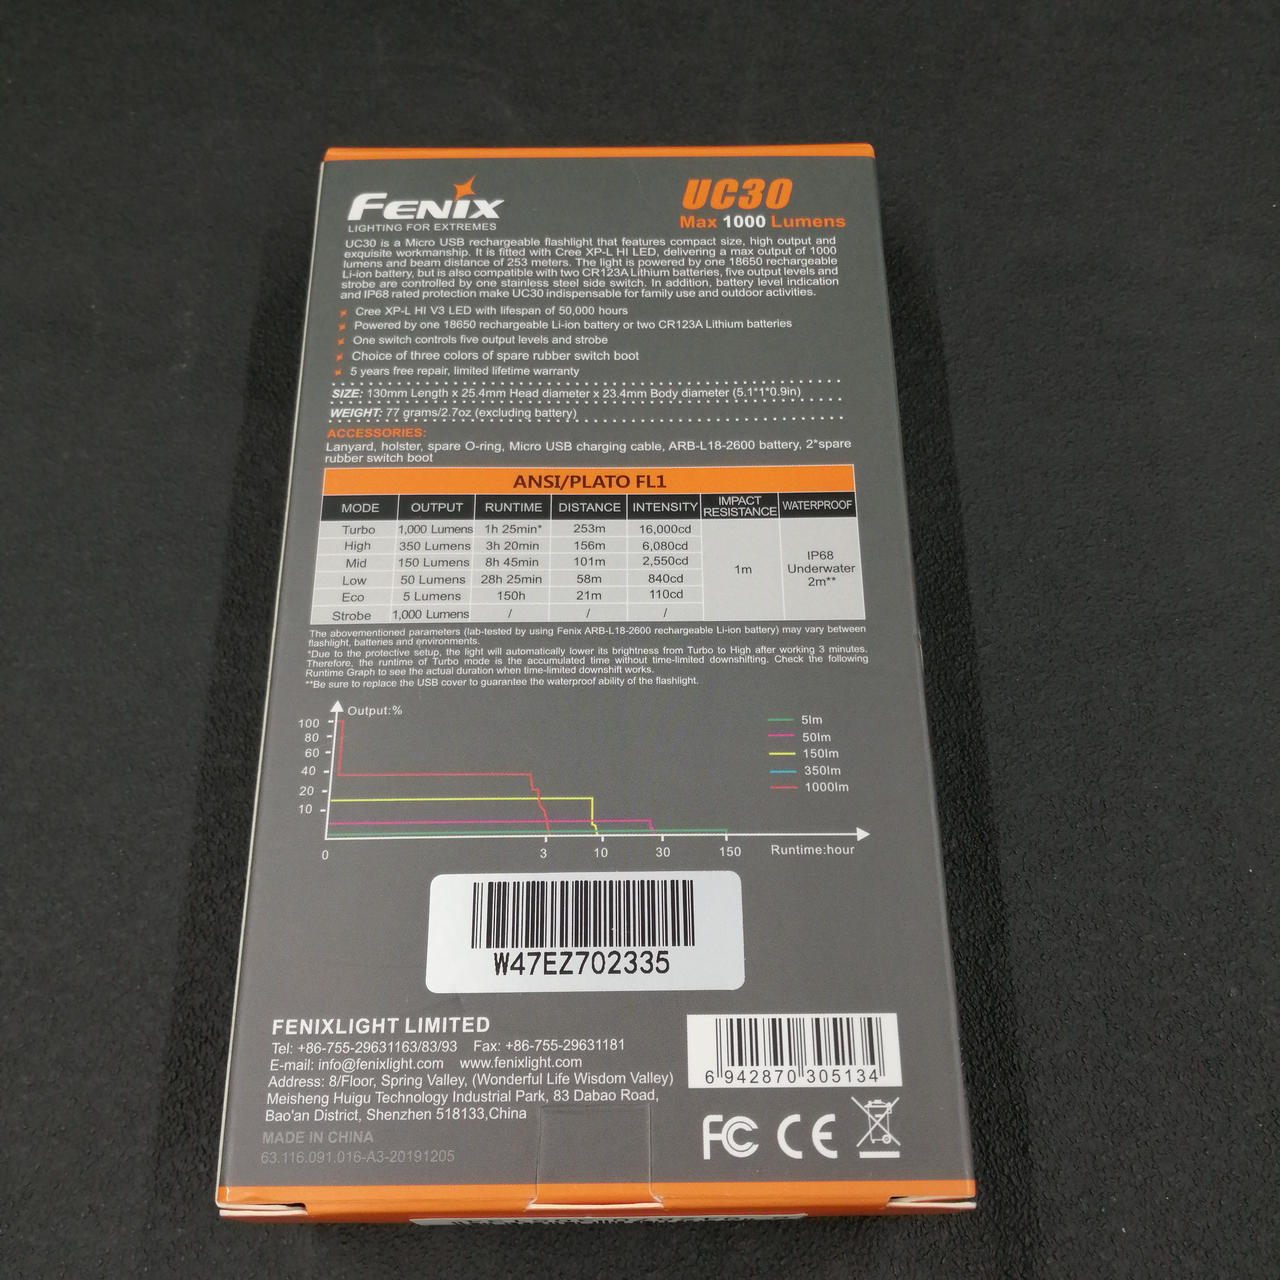 FENIX
LIGHTING FOR EXTREMES
UC30
Max 1000 Lumens
UC30 is a Micro USB rechargeable flashlight that features compact size, high output and
exquisite workmanship. It is fitted with Cree XP-L HI LED, delivering a max output of 1000
lumens and beam distance of 253 meters. The light is powered by one 18650 rechargeable
Li-ion battery, but is also compatible with two CR123A Lithium batteries, five output levels and
strobe are controlled by one stainless steel side switch. In addition, battery level indication
and IP68 rated protection make UC30 indispensable for family use and outdoor activities.
Cree XP-L HI V3 LED with lifespan of 50,000 hours
Powered by one 18650 rechargeable Li-ion battery or two CR123A Lithium batteries
One switch controls five output levels and strobe
Choice of three colors of spare rubber switch boot
5 years free repair, limited lifetime warranty
SIZE: 130mm Length x 25.4mm Head diameter x 23.4mm Body diameter (5.1*1*0.9in)
WEIGHT: 77 grams/2.7oz (excluding battery)
ACCESSORIES:
Lanyard, holster, spare O-ring, Micro USB charging cable, ARB-L18-2600 battery, 2*spare
rubber switch boot
ANSI/PLATO FL1
MODE OUTPUT RUNTIME DISTANCE INTENSITY IMPACT RESISTANCE WATERPROOF
Turbo 1,000 Lumens 1h 25min* 253m 16,000cd
High 350 Lumens 3h 20min 156m 6,080cd
Mid 150 Lumens 8h 45min 101m 2,550cd
Low 50 Lumens 28h 25min 58m 840cd
Eco 5 Lumens 150h 21m 110cd
Strobe 1,000 Lumens / / /
1m
IP68
Underwater
2m**
The abovementioned parameters (lab-tested by using Fenix ARB-L18-2600 rechargeable Li-ion battery) may vary between
flashlight, batteries and environments.
*Due to the protective setup, the light will automatically lower its brightness from Turbo to High after working 3 minutes.
Therefore, the runtime of Turbo mode is the accumulated time without time-limited downshifting. Check the following
Runtime Graph to see the actual duration when time-limited downshift works.
**Be sure to replace the USB cover to guarantee the waterproof ability of the flashlight.
Output:%
100
80
60
40
20
10
0 3 10 30 150 Runtime:hour
5lm
50lm
150lm
350lm
1000lm
W47EZ702335
FENIXLIGHT LIMITED
Tel: +86-755-29631163/83/93 Fax: +86-755-29631181
E-mail: info@fenixlight.com www.fenixlight.com
Address: 8/Floor, Spring Valley, (Wonderful Life Wisdom Valley)
Meisheng Huigu Technology Industrial Park, 83 Dabao Road,
Bao'an District, Shenzhen 518133,China
MADE IN CHINA
63.116.091.016-A3-20191205
6 942870 305134
FC CE